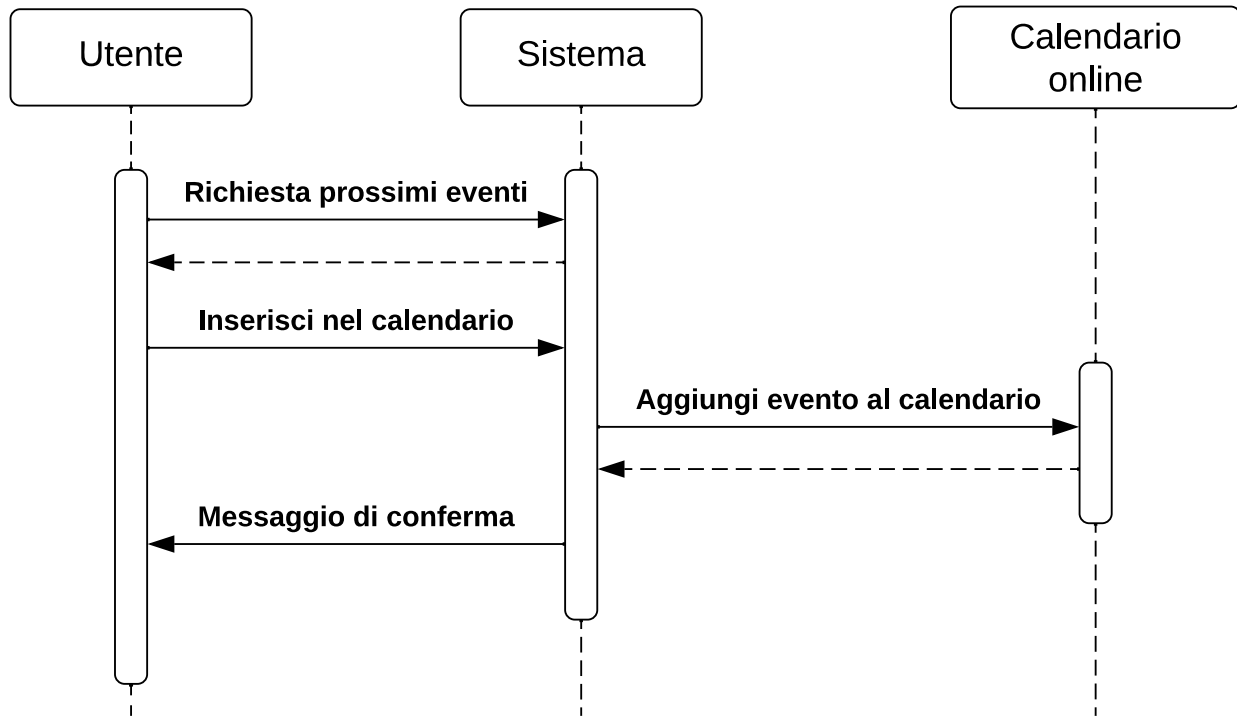 Utente
Sistema
Calendario
online
Richiesta prossimi eventi
Inserisci nel calendario
Aggiungi evento al calendario
Messaggio di conferma